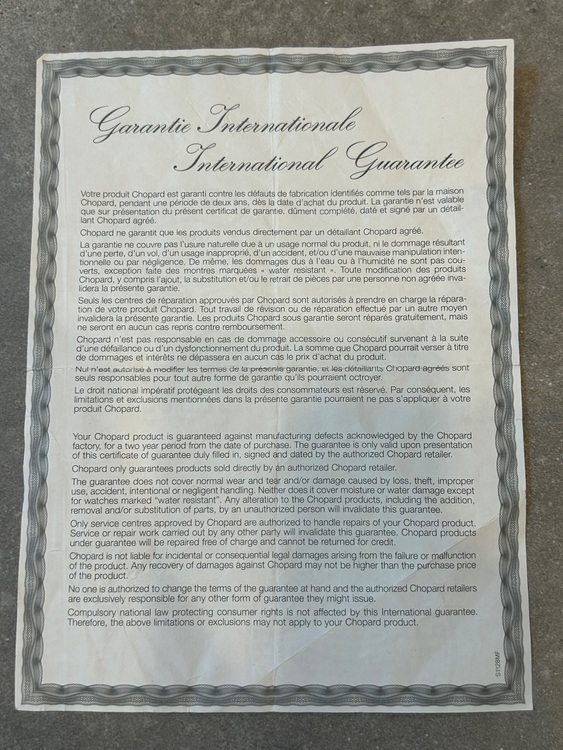 Garantie Internationale
International Guarantee
Votre produit Chopard est garanti contre les défauts de fabrication identifiés comme tels par la maison
Chopard, pendant une période de deux ans, dès la date d'achat du produit. La garantie n'est valable
que sur présentation du présent certificat de garantie, dûment complété, daté et signé par un détail-
lant Chopard agréé.
Chopard ne garantit que les produits vendus directement par un détaillant Chopard agréé.
La garantie ne couvre pas l'usure naturelle due à un usage normal du produit, ni le dommage résultant
d'une perte, d'un vol, d'un usage inapproprié, d'un accident, et/ou d'une mauvaise manipulation inten-
tionnelle ou par négligence. De même, les dommages dus à l'eau ou à l'humidité ne sont pas cou-
verts, exception faite des montres marquées « water resistant ». Toute modification des produits
Chopard, y compris l'ajout, la substitution et/ou le retrait de pièces par une personne non agréée inva-
lidera la présente garantie.
Seuls les centres de réparation approuvés par Chopard sont autorisés à prendre en charge la répara-
tion de votre produit Chopard. Tout travail de révision ou de réparation effectué par un autre moyen
invalidera la présente garantie. Les produits Chopard sous garantie seront réparés gratuitement, mais
ne seront en aucun cas repris contre remboursement.
Chopard n'est pas responsable en cas de dommage accessoire ou consécutif survenant à la suite
d'une défaillance ou d'un dysfonctionnement du produit. La somme que Chopard pourrait verser à titre
de dommages et intérêts ne dépassera en aucun cas le prix d'achat du produit.
Nul n'est autorisé à modifier les termes de la présente garantie, et les détaillants Chopard agréés sont
seuls responsables pour tout autre forme de garantie qu'ils pourraient octroyer.
Le droit national impératif protégeant les droits des consommateurs est réservé. Par conséquent, les
limitations et exclusions mentionnées dans la présente garantie pourraient ne pas s'appliquer à votre
produit Chopard.
Your Chopard product is guaranteed against manufacturing defects acknowledged by the Chopard
factory, for a two year period from the date of purchase. The guarantee is only valid upon presentation
of this certificate of guarantee duly filled in, signed and dated by the authorized Chopard retailer.
Chopard only guarantees products sold directly by an authorized Chopard retailer.
The guarantee does not cover normal wear and tear and/or damage caused by loss, theft, improper
use, accident, intentional or negligent handling. Neither does it cover moisture or water damage except
for watches marked "water resistant". Any alteration to the Chopard products, including the addition,
removal and/or substitution of parts, by an unauthorized person will invalidate this guarantee.
Only service centres approved by Chopard are authorized to handle repairs of your Chopard product.
Service or repair work carried out by any other party will invalidate this guarantee. Chopard products
under guarantee will be repaired free of charge and cannot be returned for credit.
Chopard is not liable for incidental or consequential legal damages arising from the failure or malfunction
of the product. Any recovery of damages against Chopard may not be higher than the purchase price
of the product.
No one is authorized to change the terms of the guarantee at hand and the authorized Chopard retailers
are exclusively responsible for any other form of guarantee they might issue.
Compulsory national law protecting consumer rights is not affected by this International guarantee.
Therefore, the above limitations or exclusions may not apply to your Chopard product.